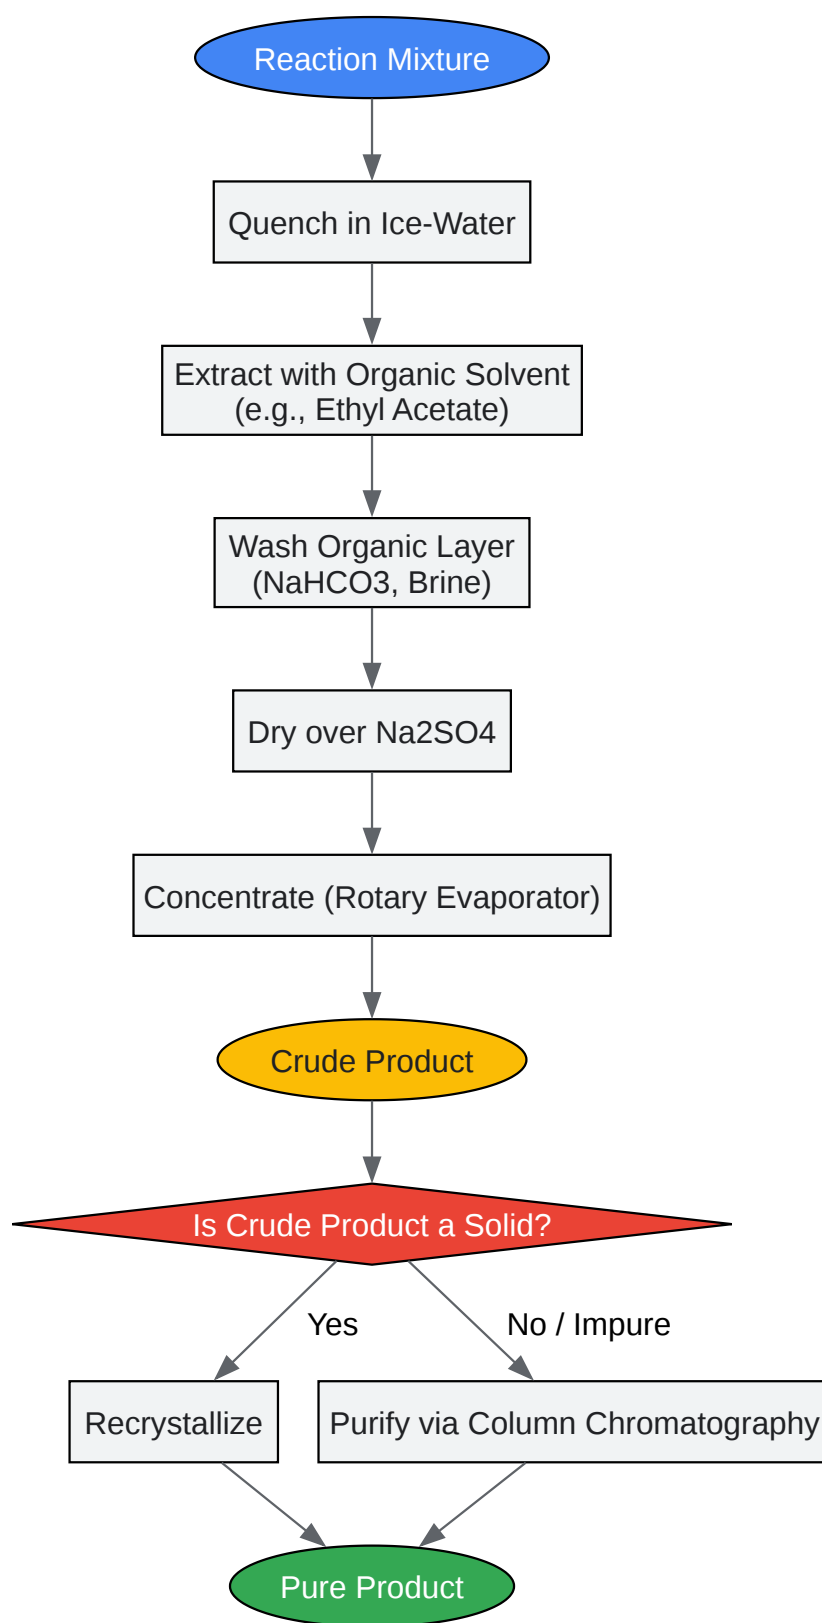 Reaction Mixture
Quench in Ice-Water
Extract with Organic Solvent
(e.g., Ethyl Acetate)
Wash Organic Layer
(NaHCO3, Brine)
Dry over Na2SO4
Concentrate (Rotary Evaporator)
Crude Product
Is Crude Product a Solid?
Yes
No / Impure
Recrystallize
Purify via Column Chromatography
Pure Product